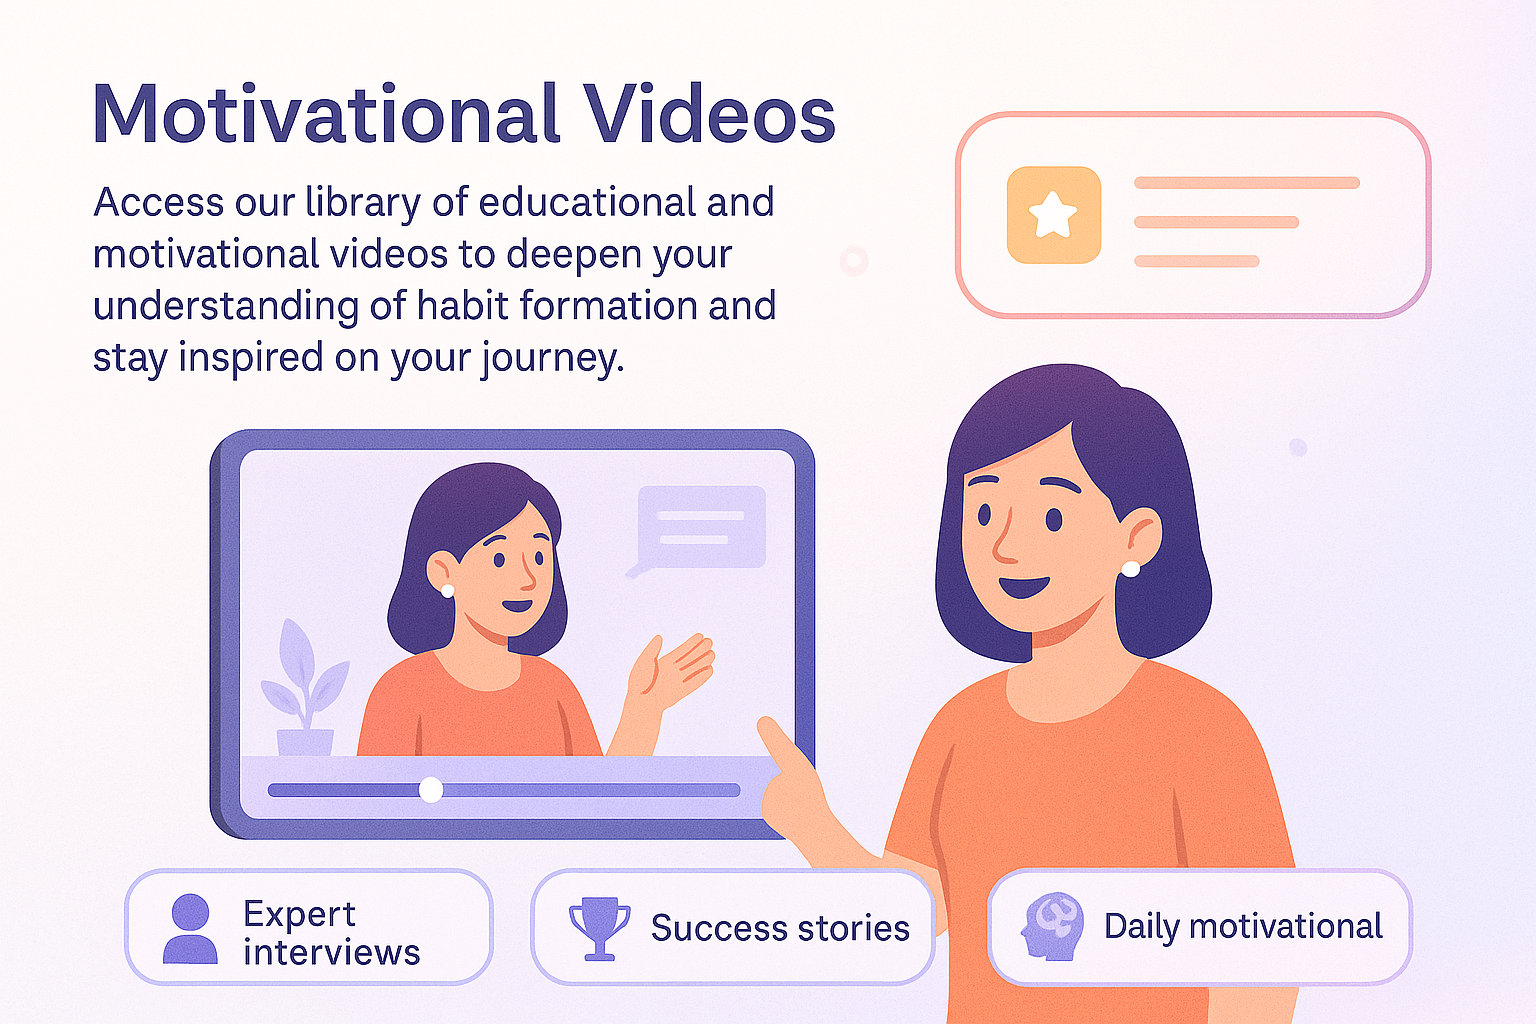 Motivational Videos
Access our library of educational and
motivational videos to deepen your
understanding of habit formation and
stay inspired on your journey.
Expert
interviews
Success stories
Daily motivational